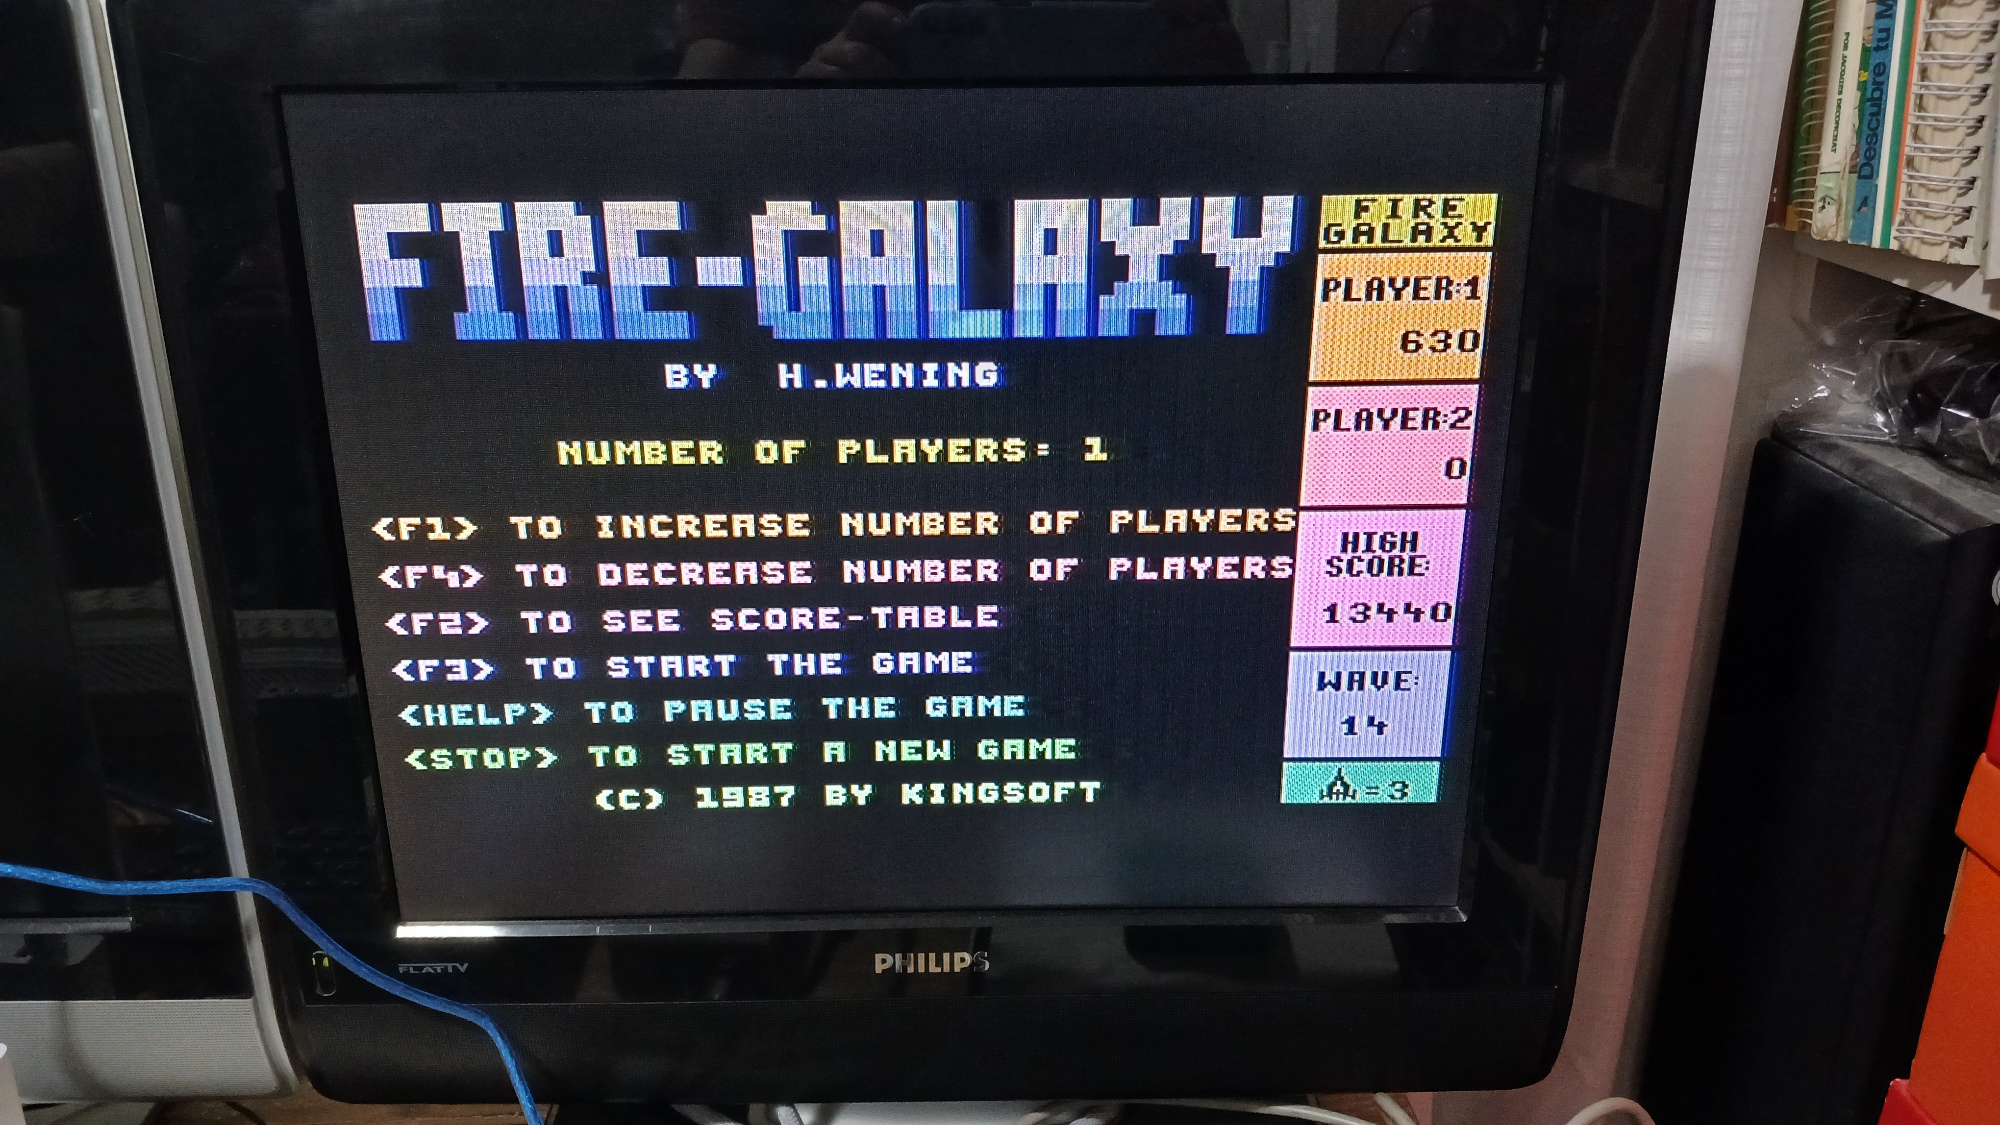 FIRE-GALAXY
BY H.WENING
NUMBER OF PLAYERS= 1
<F1> TO INCREASE NUMBER OF PLAYERS
<F4> TO DECREASE NUMBER OF PLAYERS
<F2> TO SEE SCORE-TABLE
<F3> TO START THE GAME
<HELP> TO PAUSE THE GAME
<STOP> TO START A NEW GAME
(C) 1987 BY KINGSOFT
FIRE
GALAXY
PLAYER:1
630
PLAYER:2
0
HIGH
SCORE:
13440
WAVE:
14
=3
FLATTV
PHILIPS
Descubre tu M